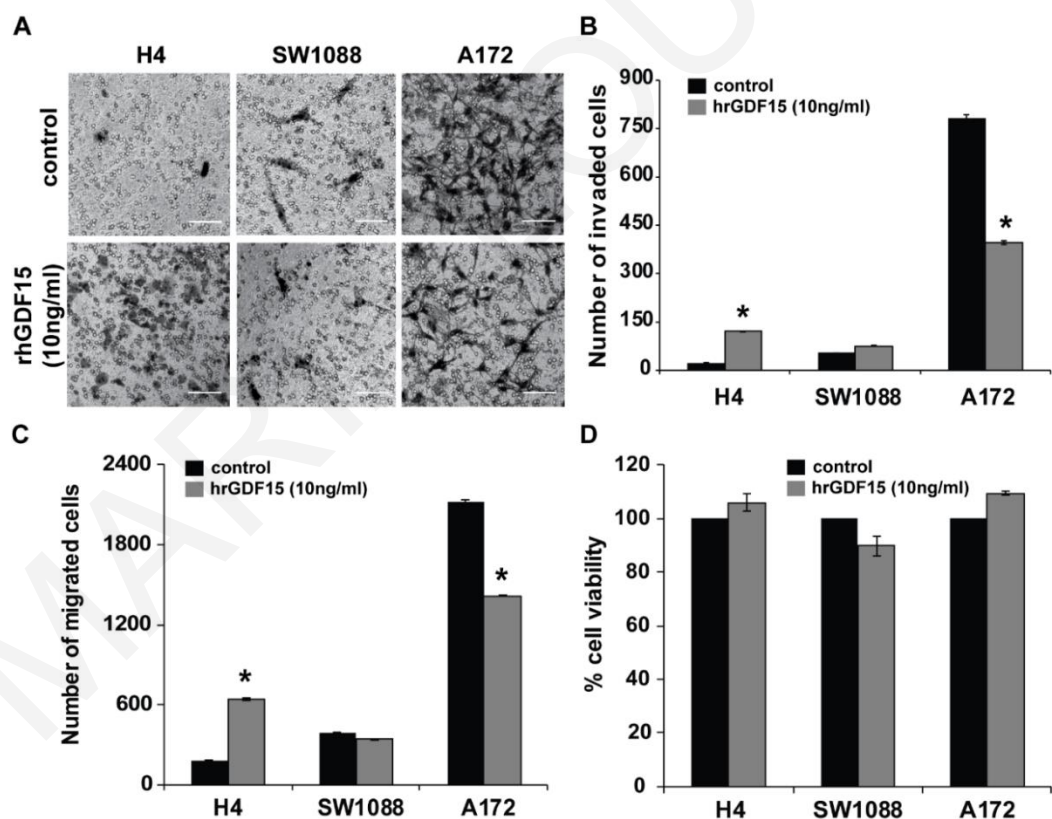 A
H4 SW1088 A172
control
rhGDF15
(10ng/ml)
B
Number of invaded cells
900
750
600
450
300
150
0
control
hrGDF15 (10ng/ml)
*
*
H4 SW1088 A172
C
Number of migrated cells
2400
1800
1200
600
0
control
hrGDF15 (10ng/ml)
*
*
H4 SW1088 A172
D
% cell viability
120
100
80
60
40
20
0
control
hrGDF15 (10ng/ml)
H4 SW1088 A172